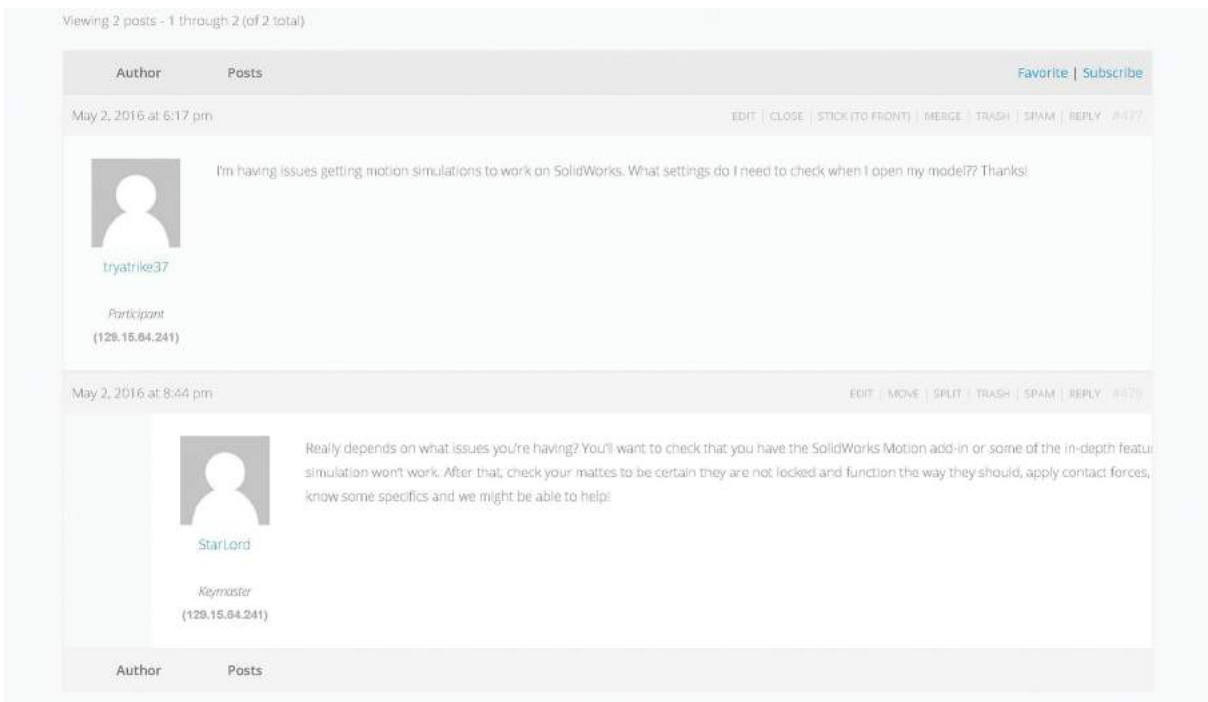 Viewing 2 posts - 1 through 2 (of 2 total)
Author Posts Favorite | Subscribe
May 2, 2016 at 6:17 pm EDIT | CLOSE | STICK (TO FRONT) | MERGE | TRASH | SPAM | REPLY #477
I'm having issues getting motion simulations to work on SolidWorks. What settings do I need to check when I open my model?? Thanks!
tryatrike37
Participant
(129.15.64.241)
May 2, 2016 at 8:44 pm EDIT | MOVE | SPLIT | TRASH | SPAM | REPLY
Really depends on what issues you're having? You'll want to check that you have the SolidWorks Motion add-in or some of the in-depth featu
simulation won't work. After that, check your mattes to be certain they are not locked and function the way they should, apply contact forces,
know some specifics and we might be able to help!
StarLord
Keymaster
(129.15.64.241)
Author Posts